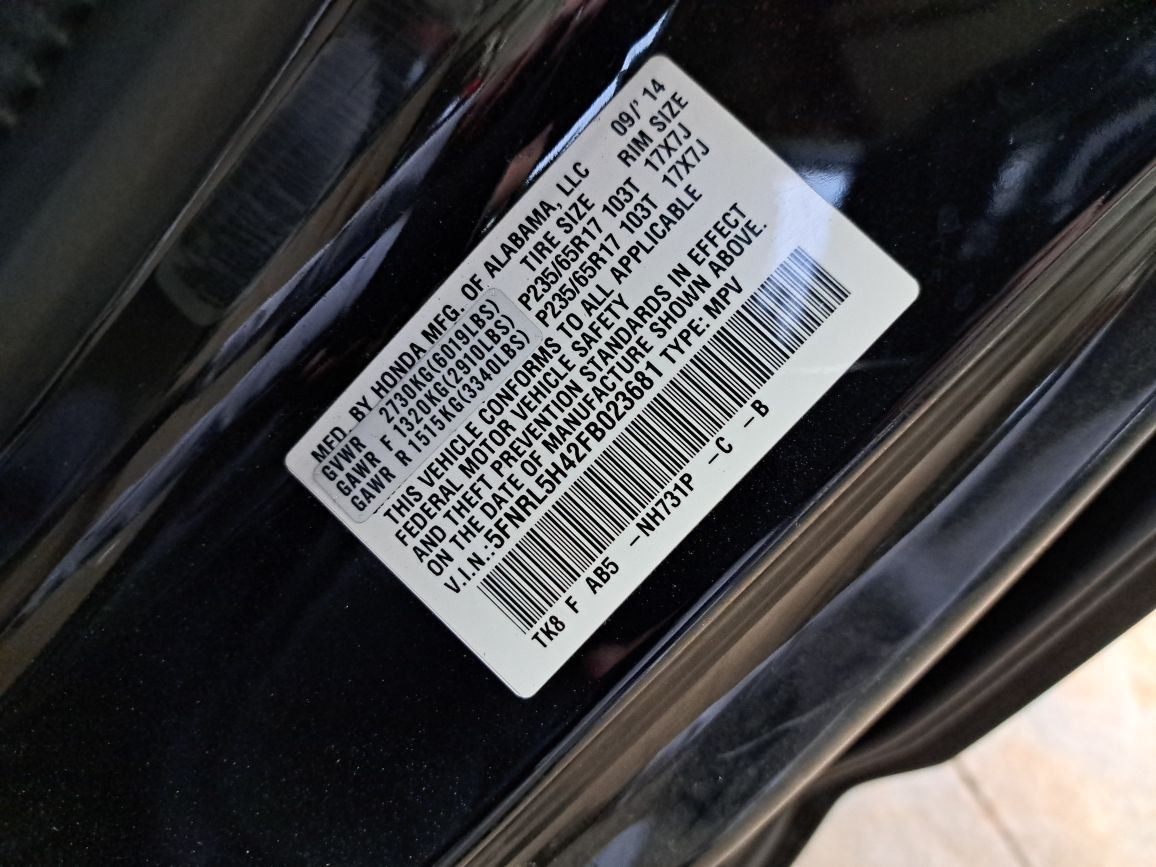 MFD. BY HONDA MFG. OF ALABAMA, LLC 09/'14
GVWR 2730KG(6019LBS) TIRE SIZE RIM SIZE
GAWR F 1320KG(2910LBS) P235/65R17 103T 17X7J
GAWR R 1515KG(3340LBS) P235/65R17 103T 17X7J
THIS VEHICLE CONFORMS TO ALL APPLICABLE
FEDERAL MOTOR VEHICLE SAFETY
AND THEFT PREVENTION STANDARDS IN EFFECT
ON THE DATE OF MANUFACTURE SHOWN ABOVE.
V.I.N.:5FNRL5H42FB023681 TYPE: MPV
TK8 F AB5 -NH731P -C -B